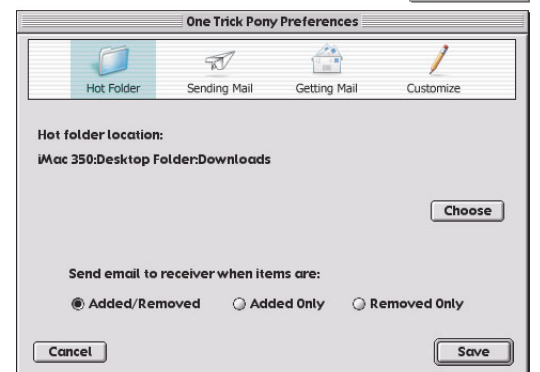 One Trick Pony Preferences
Hot Folder Sending Mail Getting Mail Customize
Hot folder location:
iMac 350:Desktop Folder:Downloads
Choose
Send email to receiver when items are:
Added/Removed Added Only Removed Only
Cancel Save